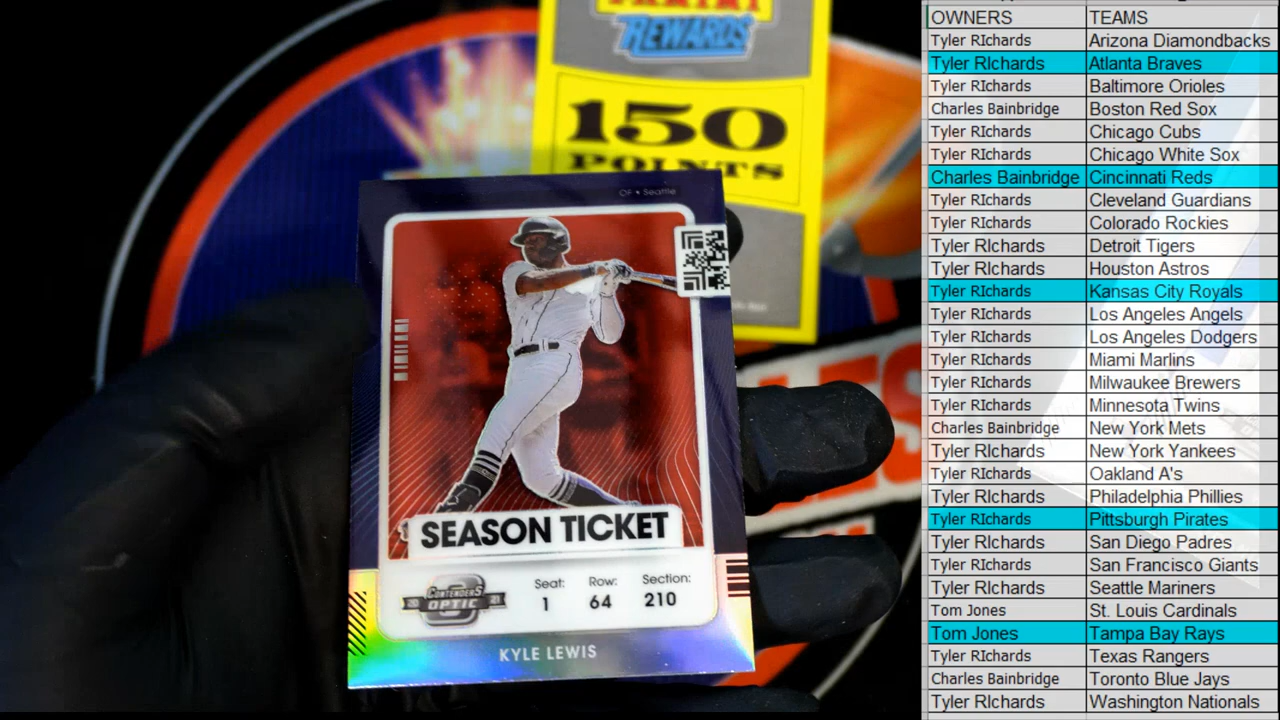 PANINI
REWARDS
150
POINTS
OF • Seattle
SEASON TICKET
CONTENDERS
OPTIC
Seat: Row: Section:
1 64 210
KYLE LEWIS
OWNERS TEAMS
Tyler RIchards Arizona Diamondbacks
Tyler RIchards Atlanta Braves
Tyler RIchards Baltimore Orioles
Charles Bainbridge Boston Red Sox
Tyler RIchards Chicago Cubs
Tyler RIchards Chicago White Sox
Charles Bainbridge Cincinnati Reds
Tyler RIchards Cleveland Guardians
Tyler RIchards Colorado Rockies
Tyler RIchards Detroit Tigers
Tyler RIchards Houston Astros
Tyler RIchards Kansas City Royals
Tyler RIchards Los Angeles Angels
Tyler RIchards Los Angeles Dodgers
Tyler RIchards Miami Marlins
Tyler RIchards Milwaukee Brewers
Tyler RIchards Minnesota Twins
Charles Bainbridge New York Mets
Tyler RIchards New York Yankees
Tyler RIchards Oakland A's
Tyler RIchards Philadelphia Phillies
Tyler RIchards Pittsburgh Pirates
Tyler RIchards San Diego Padres
Tyler RIchards San Francisco Giants
Tyler RIchards Seattle Mariners
Tom Jones St. Louis Cardinals
Tom Jones Tampa Bay Rays
Tyler RIchards Texas Rangers
Charles Bainbridge Toronto Blue Jays
Tyler RIchards Washington Nationals